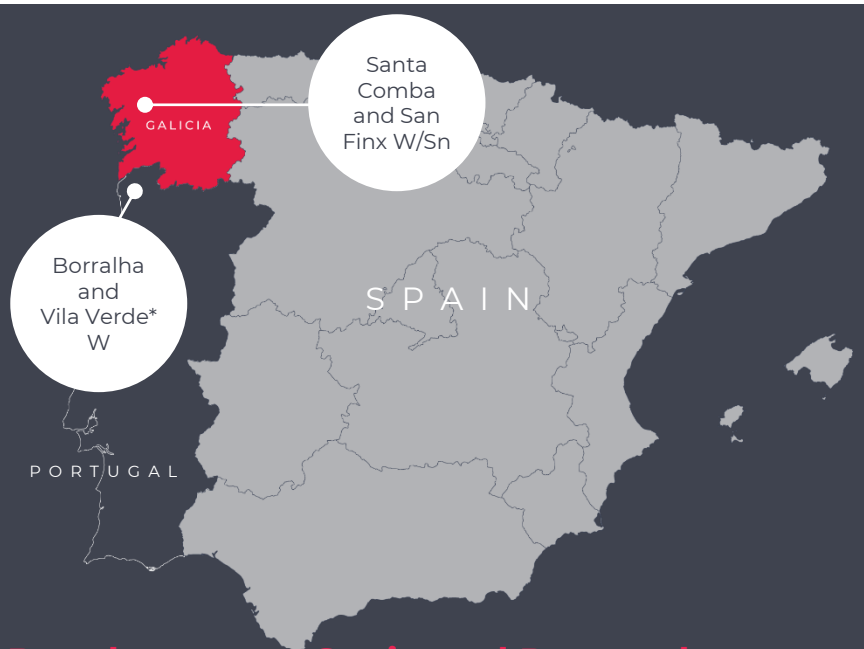 Santa
Comba
and San
Finx W/Sn
GALICIA
Borralha
and
Vila Verde*
W
SPAIN
PORTUGAL